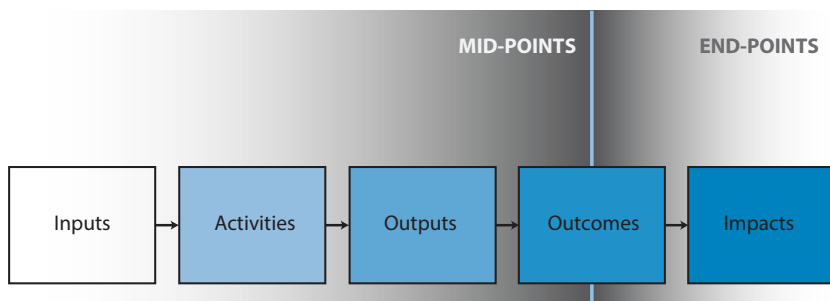 MID-POINTS
END-POINTS
Inputs
Activities
Outputs
Outcomes
Impacts